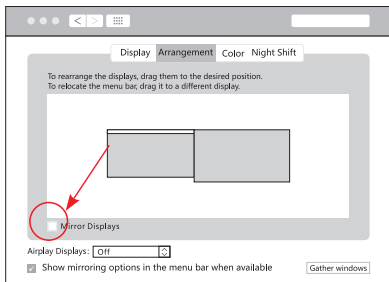 Display Arrangement Color Night Shift
To rearrange the displays, drag them to the desired position.
To relocate the menu bar, drag it to a different display.
Mirror Displays
Airplay Displays: Off
Show mirroring options in the menu bar when available
Gather windows